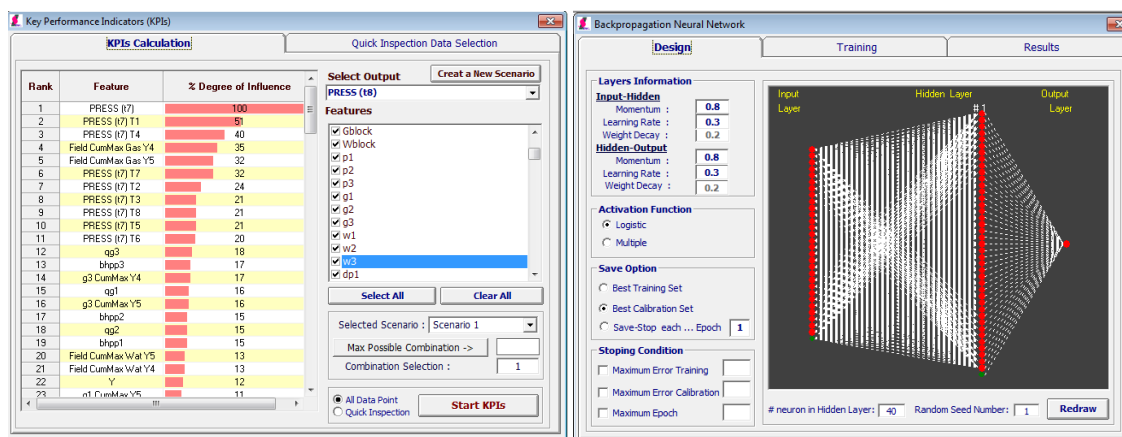 Key Performance Indicators (KPIs)
KPIs Calculation
Quick Inspection Data Selection
Rank Feature % Degree of Influence
1 PRESS (t7) 100
2 PRESS (t7) T1 51
3 PRESS (t7) T4 40
4 Field CumMax Gas Y4 35
5 Field CumMax Gas Y5 32
6 PRESS (t7) T7 32
7 PRESS (t7) T2 24
8 PRESS (t7) T3 21
9 PRESS (t7) T8 21
10 PRESS (t7) T5 21
11 PRESS (t7) T6 20
12 qg3 18
13 bhpp3 17
14 g3 CumMax Y4 17
15 qg1 16
16 g3 CumMax Y5 16
17 bhpp2 15
18 qg2 15
19 bhpp1 15
20 Field CumMax Wat Y5 13
21 Field CumMax Wat Y4 13
22 Y 12
23 g1 CumMax Y5 11
Select Output
Creat a New Scenario
PRESS (t8)
Features
Gblock
Wblock
p1
p2
p3
g1
g2
g3
w1
w2
w3
dp1
Select All
Clear All
Selected Scenario : Scenario 1
Max Possible Combination ->
Combination Selection : 1
All Data Point
Quick Inspection
Start KPIs
Backpropagation Neural Network
Design
Training
Results
Layers Information
Input-Hidden
Momentum : 0.8
Learning Rate : 0.3
Weight Decay : 0.2
Hidden-Output
Momentum : 0.8
Learning Rate : 0.3
Weight Decay : 0.2
Activation Function
Logistic
Multiple
Save Option
Best Training Set
Best Calibration Set
Save-Stop each ... Epoch 1
Stoping Condition
Maximum Error Training
Maximum Error Calibration
Maximum Epoch
Input Layer
Hidden Layer
# 1
Output Layer
# neuron in Hidden Layer: 40
Random Seed Number: 1
Redraw